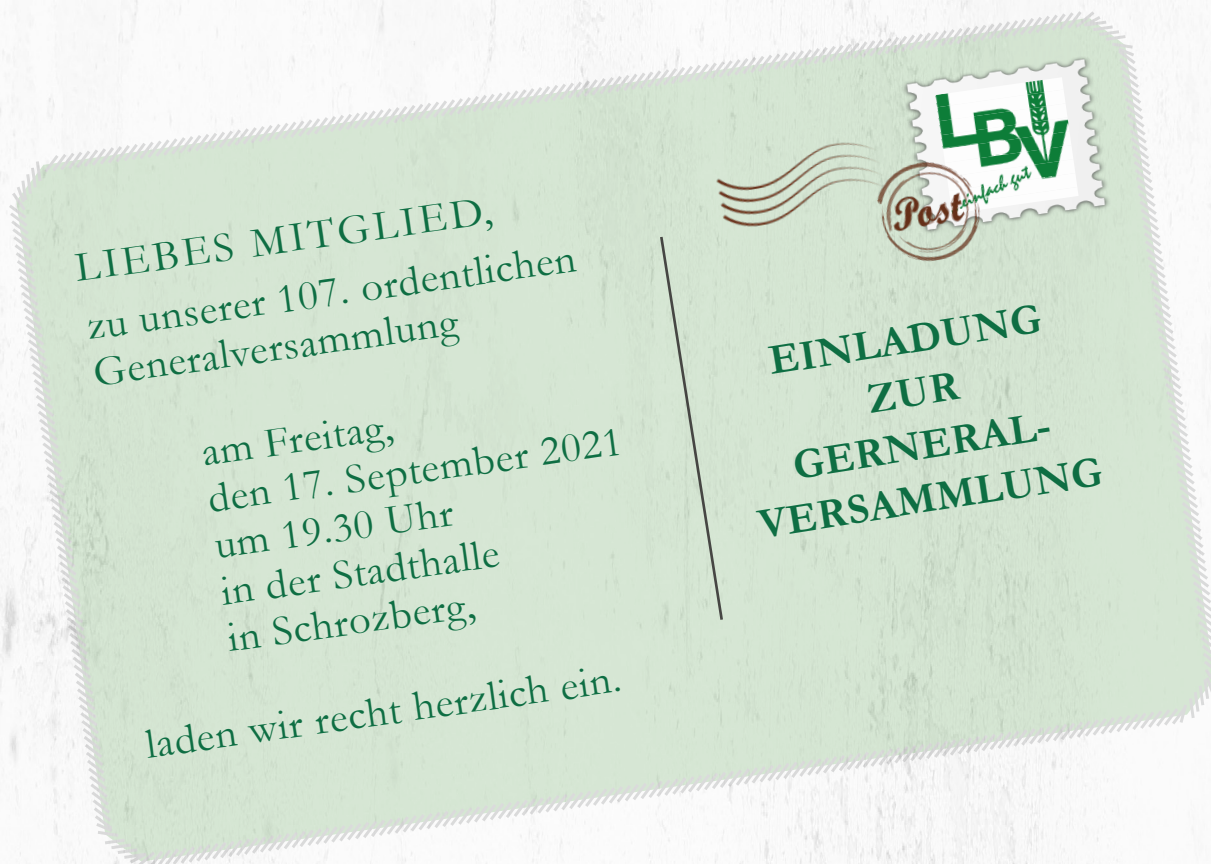 LIEBES MITGLIED,
zu unserer 107. ordentlichen
Generalversammlung
am Freitag,
den 17. September 2021
um 19.30 Uhr
in der Stadthalle
in Schrozberg,
laden wir recht herzlich ein.
LBV
einfach gut
Post
EINLADUNG
ZUR
GERNERAL-
VERSAMMLUNG